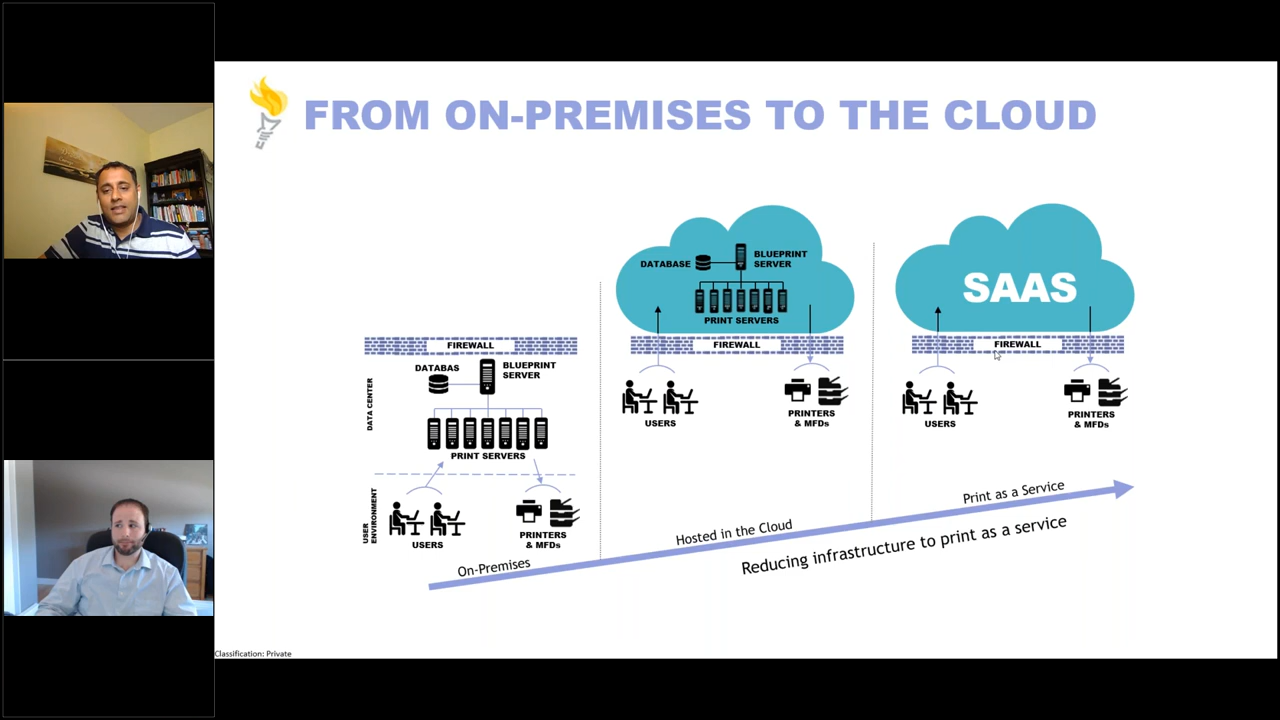 FROM ON-PREMISES TO THE CLOUD
FIREWALL
DATABAS
BLUEPRINT
SERVER
DATA CENTER
PRINT SERVERS
USER
ENVIRONMENT
USERS
PRINTERS
& MFDs
On-Premises
DATABASE
BLUEPRINT
SERVER
PRINT SERVERS
FIREWALL
USERS
PRINTERS
& MFDs
Hosted in the Cloud
SAAS
FIREWALL
USERS
PRINTERS
& MFDs
Print as a Service
Reducing infrastructure to print as a service
Classification: Private